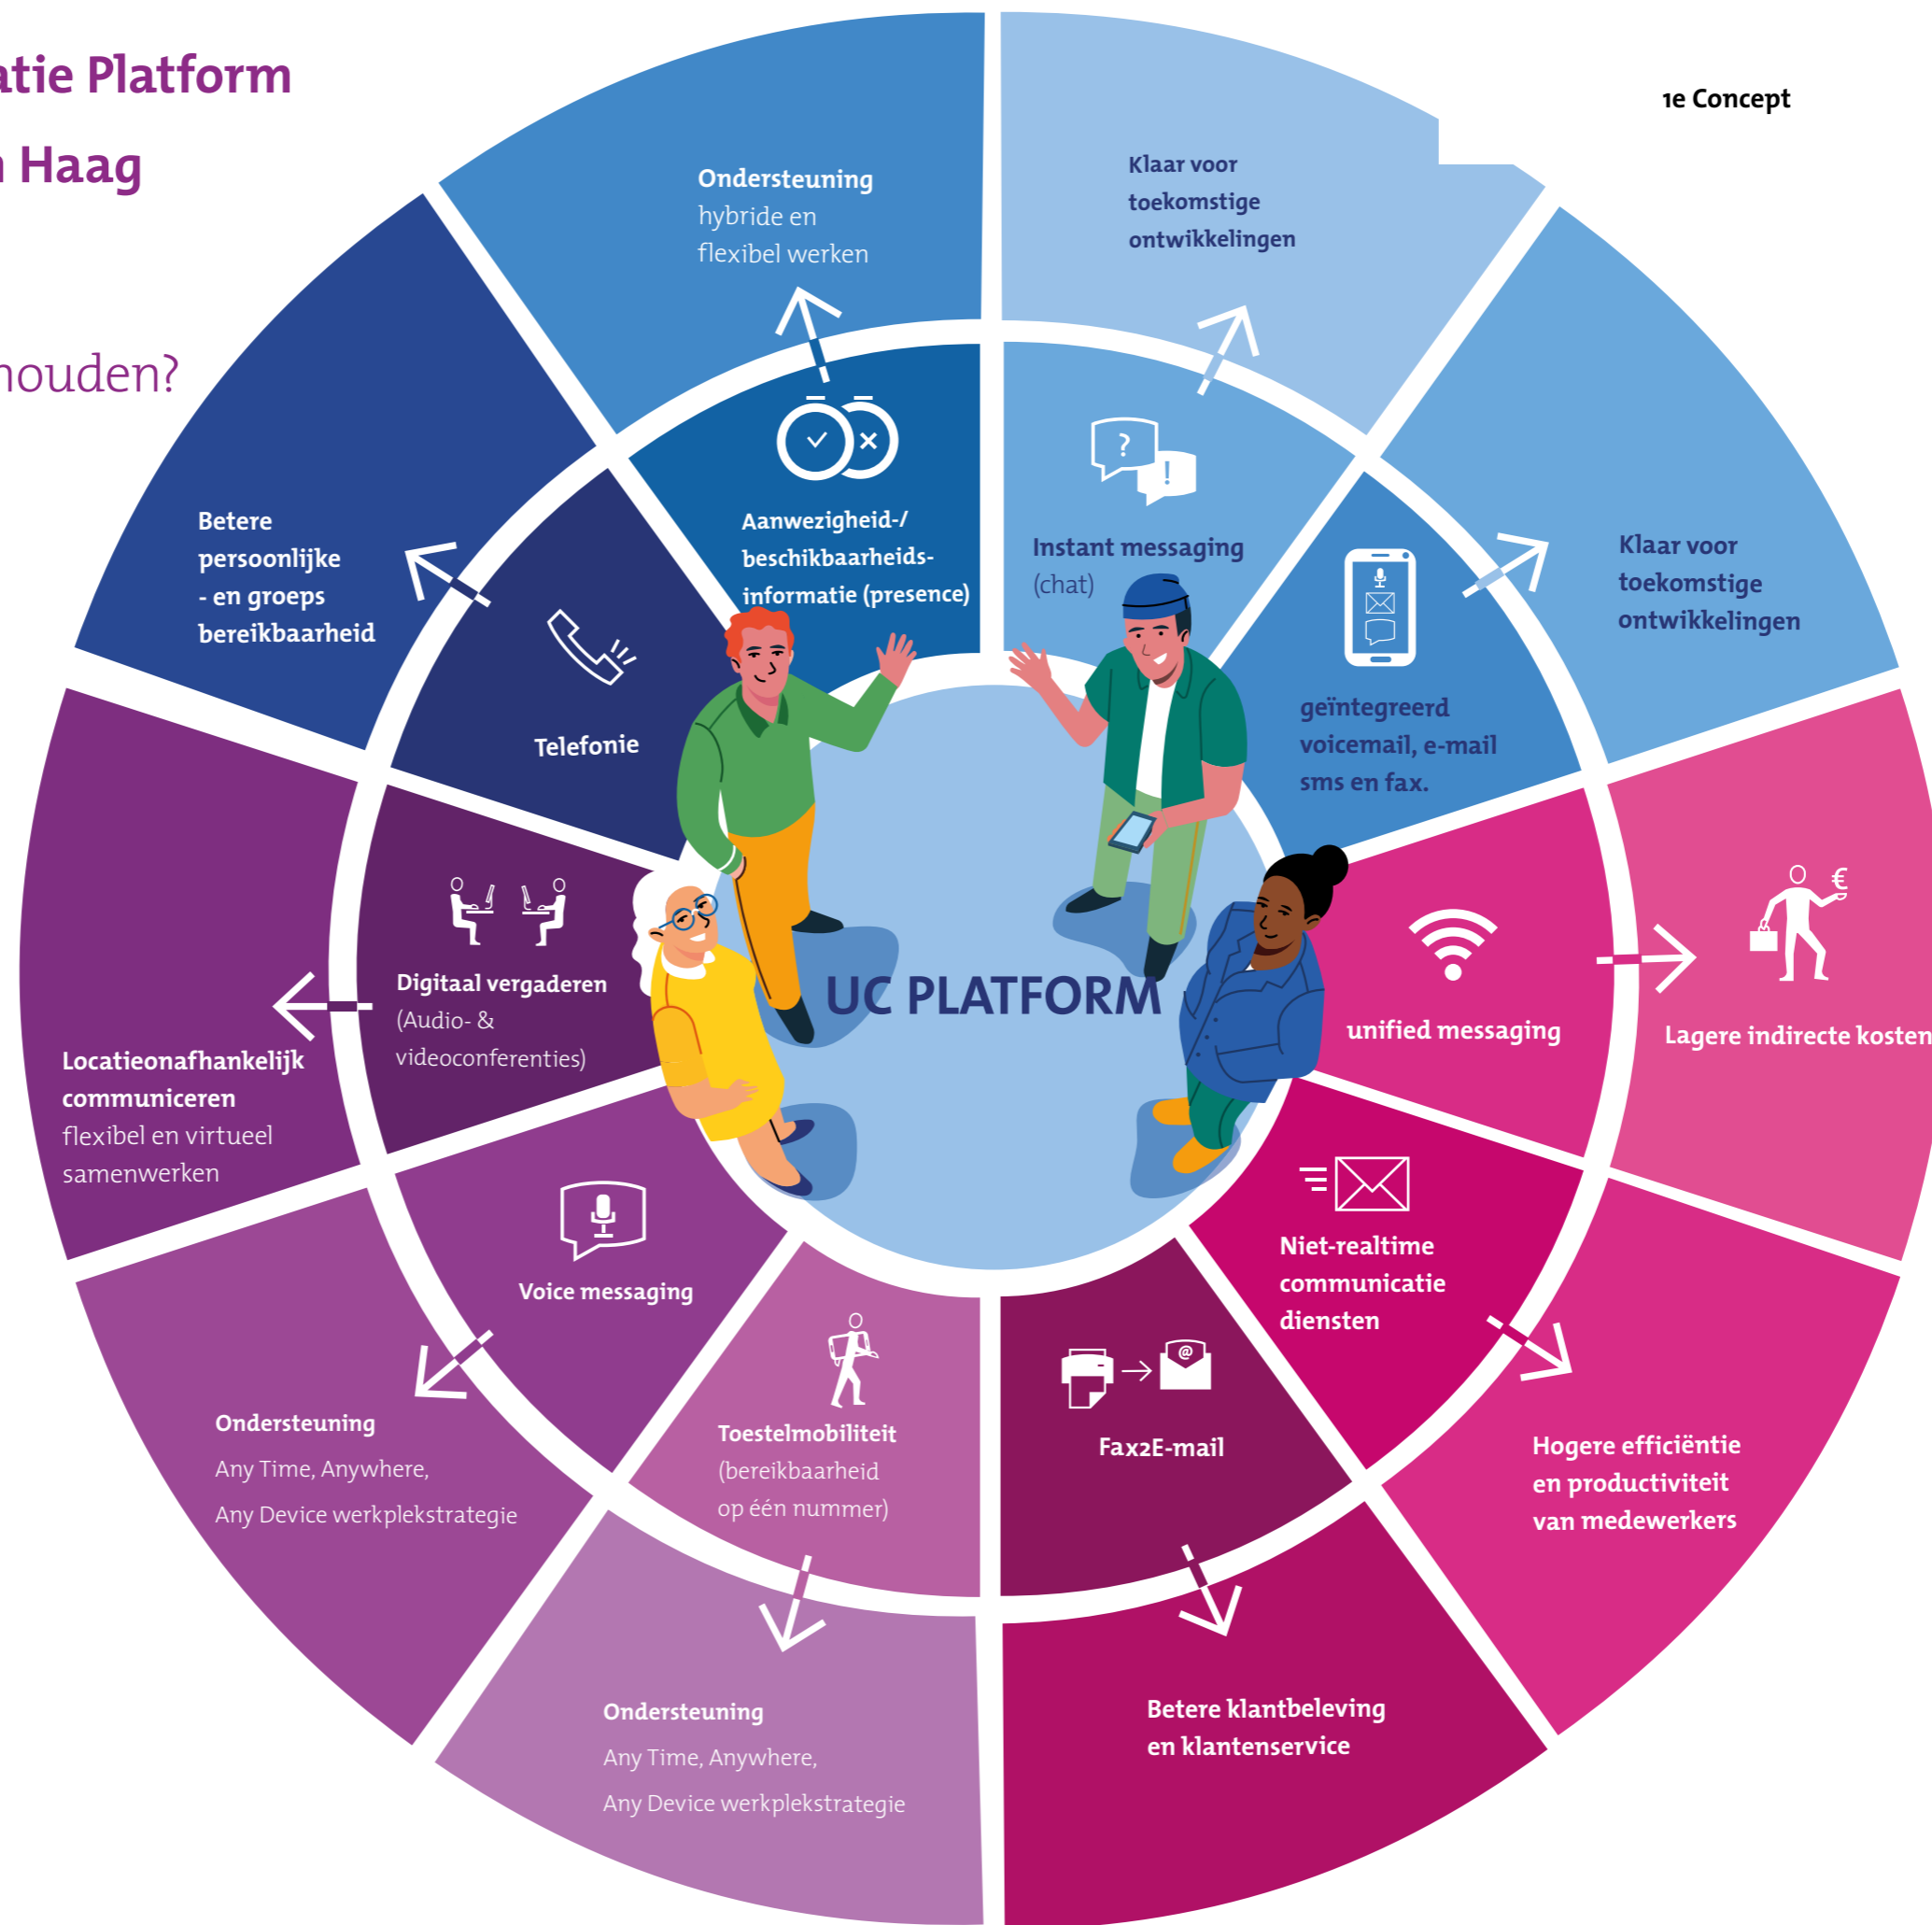 atie Platform
Haag
houden?
1e Concept
Ondersteuning
hybride en
flexibel werken
Klaar voor
toekomstige
ontwikkelingen
Klaar voor
toekomstige
ontwikkelingen
Lagere indirecte kosten
€
Hogere efficiëntie
en productiviteit
van medewerkers
Betere klantbeleving
en klantenservice
Ondersteuning
Any Time, Anywhere,
Any Device werkplekstrategie
Ondersteuning
Any Time, Anywhere,
Any Device werkplekstrategie
Locatieonafhankelijk
communiceren
flexibel en virtueel
samenwerken
Betere
persoonlijke
- en groeps
bereikbaarheid
Aanwezigheid-/
beschikbaarheids-
informatie (presence)
?
!
Instant messaging
(chat)
geïntegreerd
voicemail, e-mail
sms en fax.
unified messaging
Niet-realtime
communicatie
diensten
@
Fax2E-mail
Toestelmobiliteit
(bereikbaarheid
op één nummer)
Voice messaging
Digitaal vergaderen
(Audio- &
videoconferenties)
Telefonie
UC PLATFORM